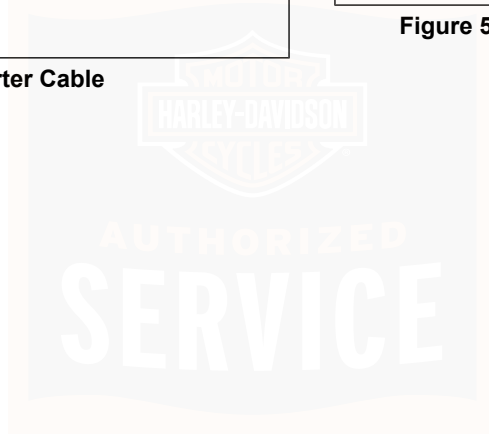 Figure 5
rter Cable
MOTOR
HARLEY-DAVIDSON
CYCLES
AUTHORIZED
SERVICE